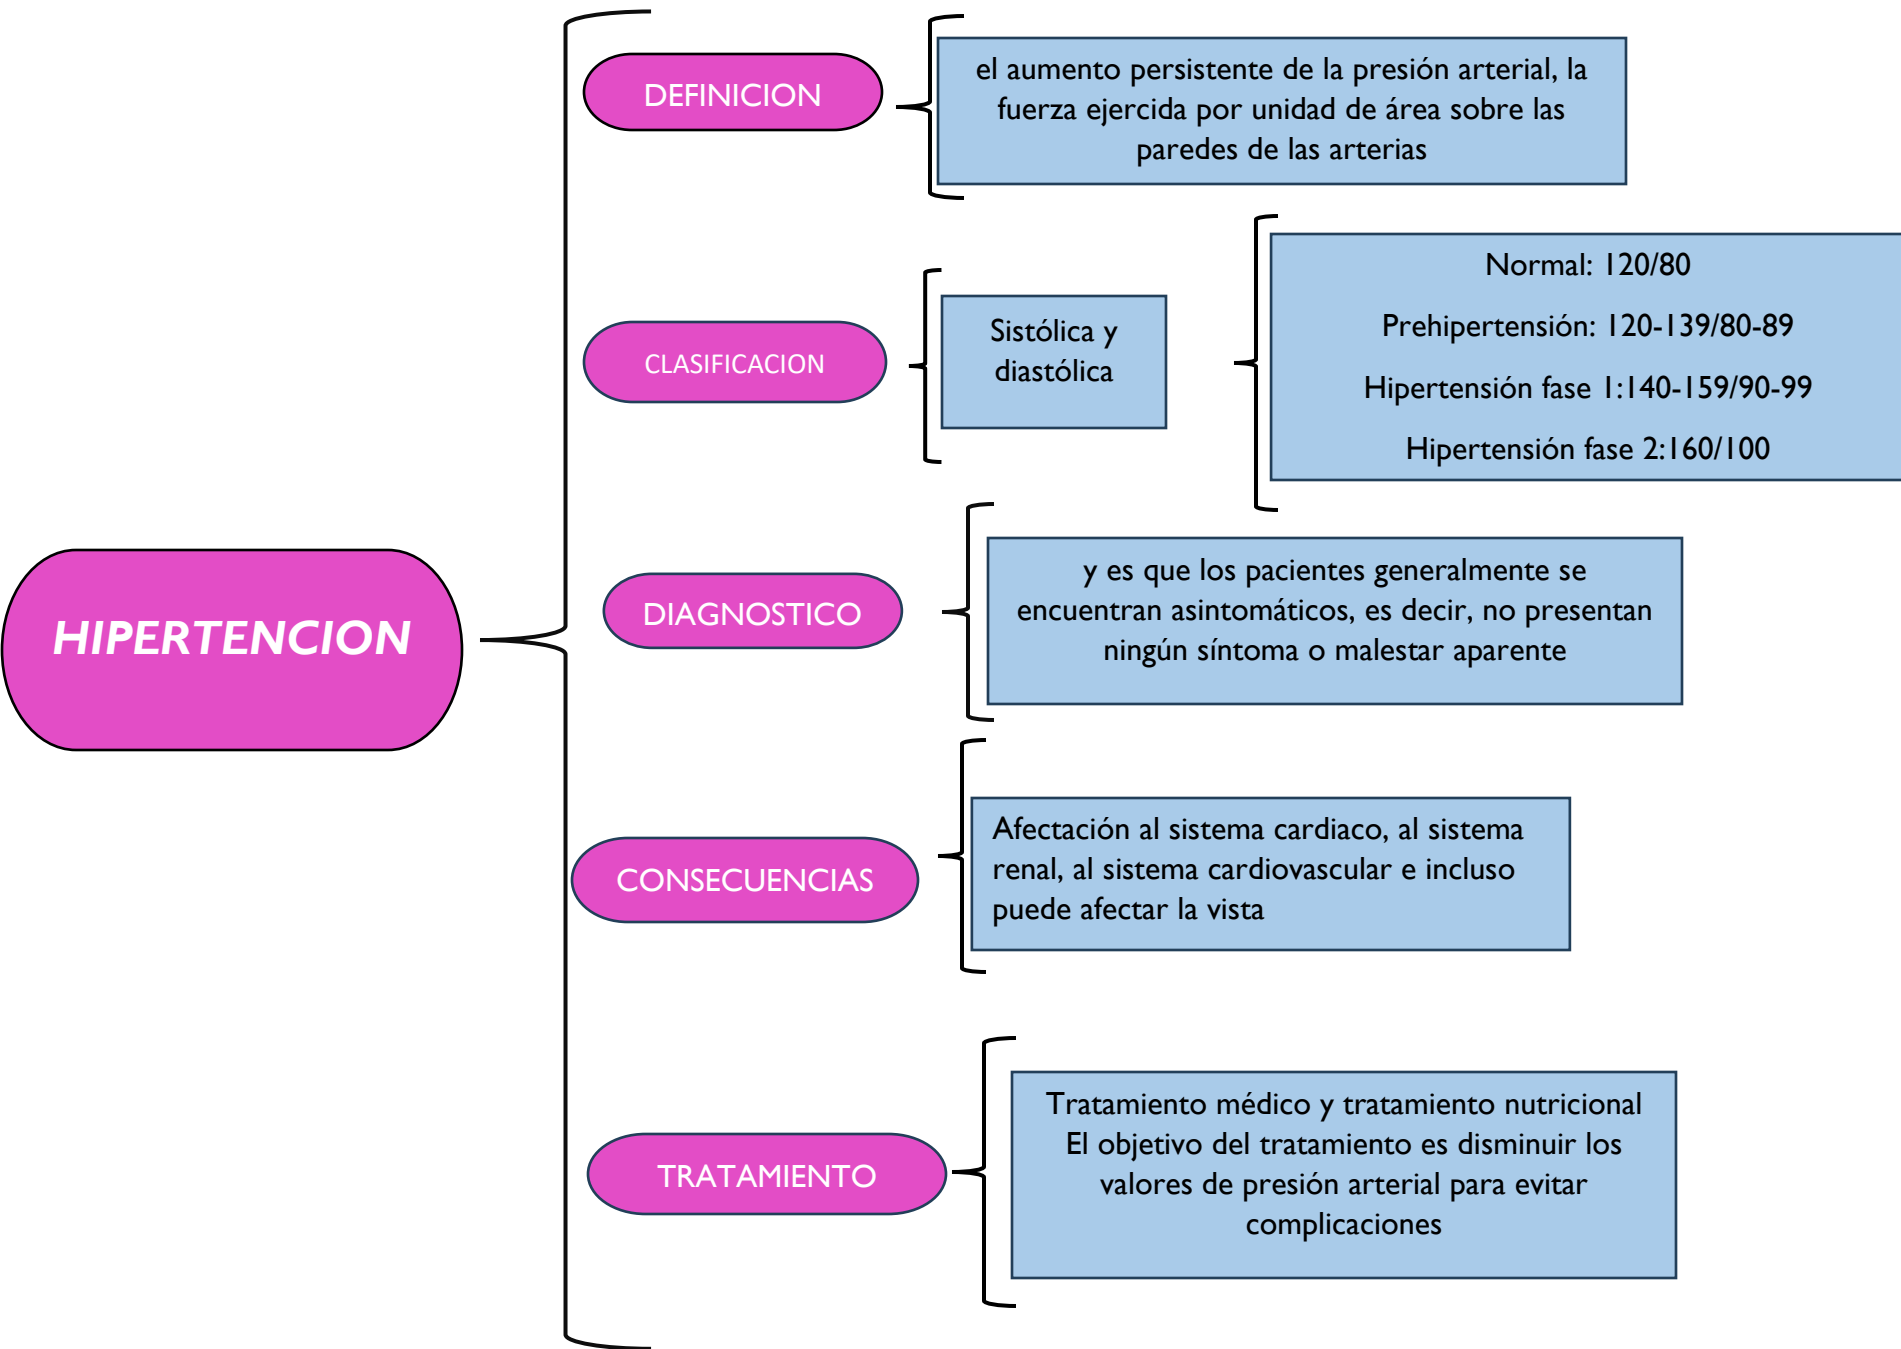 HIPERTENCION
DEFINICION
el aumento persistente de la presión arterial, la
fuerza ejercida por unidad de área sobre las
paredes de las arterias
CLASIFICACION
Sistólica y
diastólica
Normal: 120/80
Prehipertensión: 120-139/80-89
Hipertensión fase 1:140-159/90-99
Hipertensión fase 2:160/100
DIAGNOSTICO
y es que los pacientes generalmente se
encuentran asintomáticos, es decir, no presentan
ningún síntoma o malestar aparente
CONSECUENCIAS
Afectación al sistema cardiaco, al sistema
renal, al sistema cardiovascular e incluso
puede afectar la vista
TRATAMIENTO
Tratamiento médico y tratamiento nutricional
El objetivo del tratamiento es disminuir los
valores de presión arterial para evitar
complicaciones